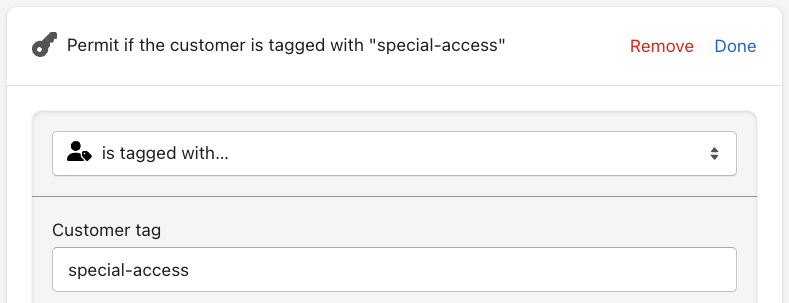 Permit if the customer is tagged with "special-access"
Remove
Done
is tagged with...
Customer tag
special-access